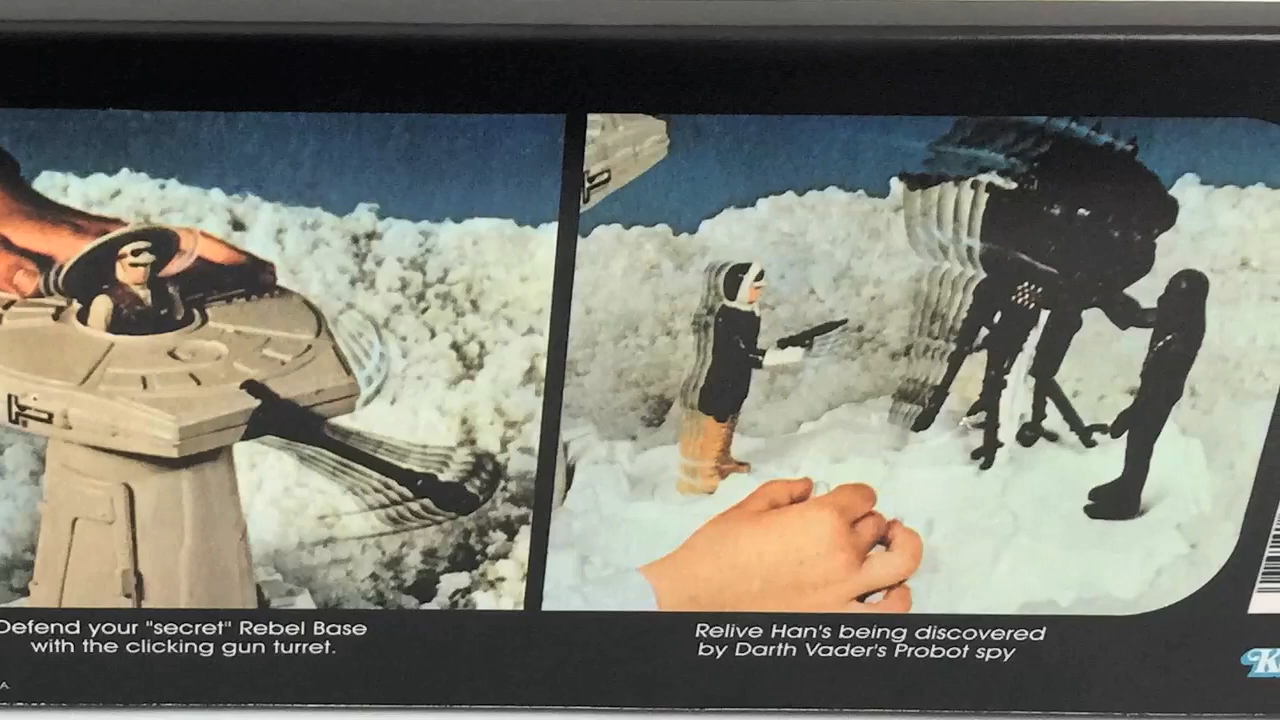 Defend your "secret" Rebel Base
with the clicking gun turret.
Relive Han's being discovered
by Darth Vader's Probot spy